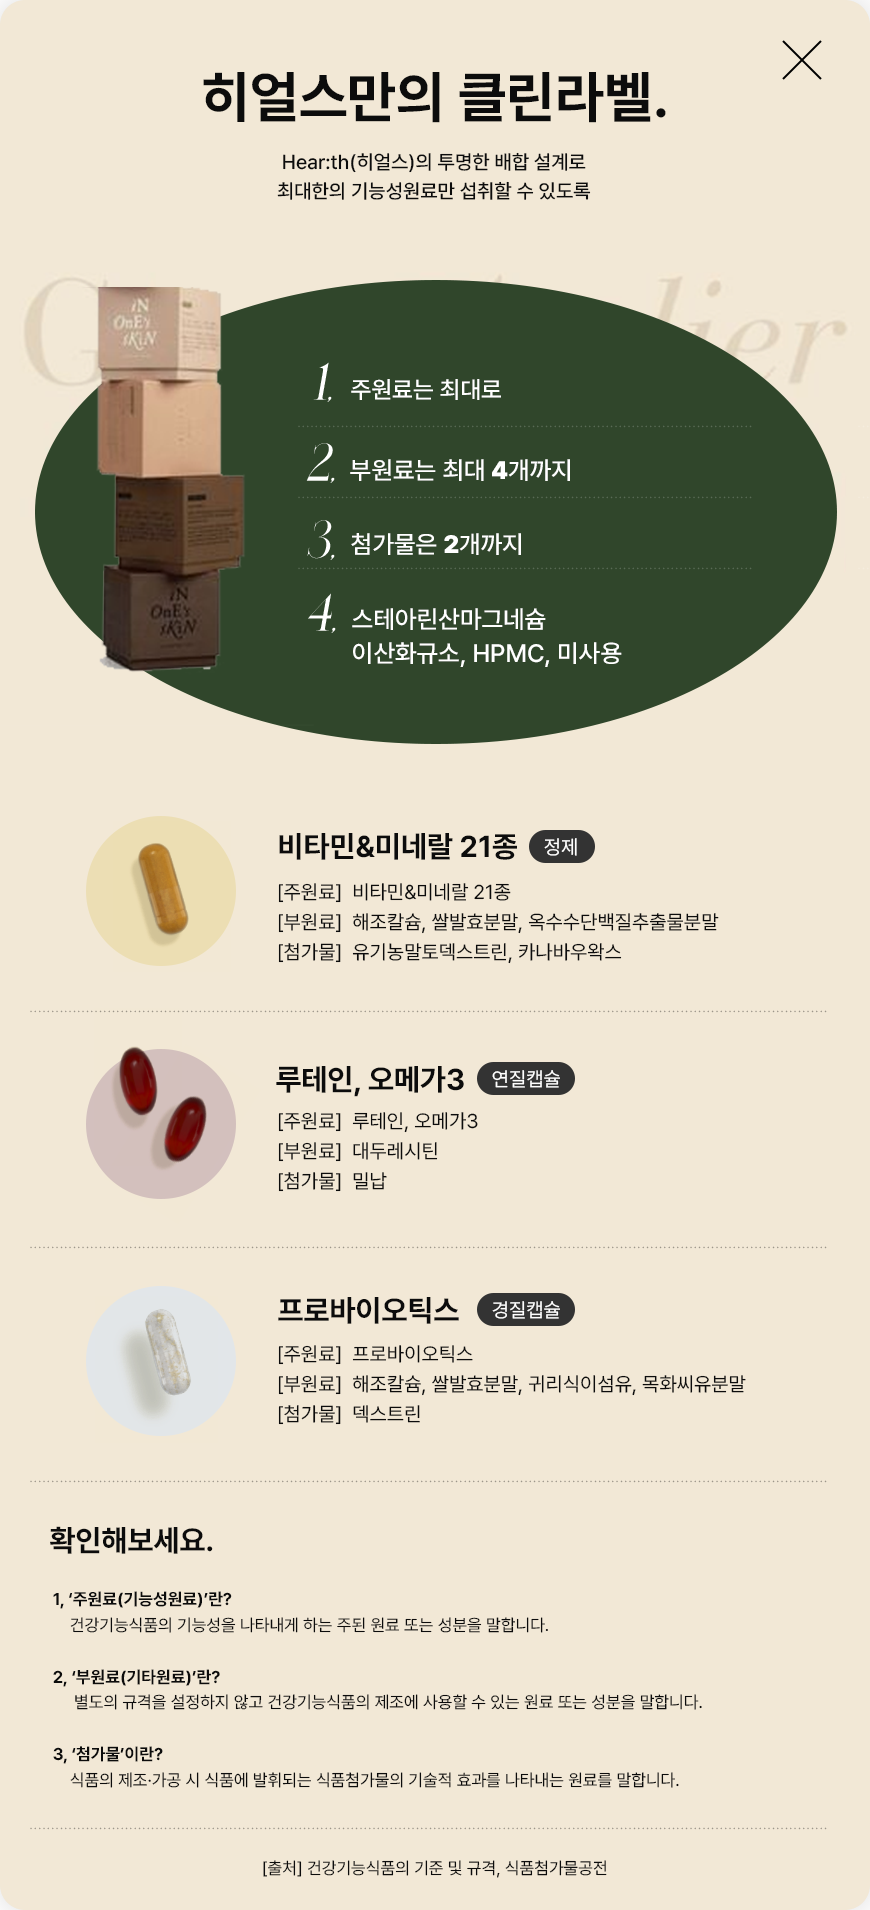 히얼스만의 클린라벨.
Hear:th(히얼스)의 투명한 배합 설계로
최대한의 기능성원료만 섭취할 수 있도록
iN
OnE's
sKiN
1, 주원료는 최대로
2, 부원료는 최대 4개까지
3, 첨가물은 2개까지
4, 스테아린산마그네슘
이산화규소, HPMC, 미사용
iN
OnE's
sKiN
비타민&미네랄 21종 정제
[주원료] 비타민&미네랄 21종
[부원료] 해조칼슘, 쌀발효분말, 옥수수단백질추출물분말
[첨가물] 유기농말토덱스트린, 카나바우왁스
루테인, 오메가3 연질캡슐
[주원료] 루테인, 오메가3
[부원료] 대두레시틴
[첨가물] 밀납
프로바이오틱스 경질캡슐
[주원료] 프로바이오틱스
[부원료] 해조칼슘, 쌀발효분말, 귀리식이섬유, 목화씨유분말
[첨가물] 덱스트린
확인해보세요.
1, ‘주원료(기능성원료)’란?
건강기능식품의 기능성을 나타내게 하는 주된 원료 또는 성분을 말합니다.
2, ‘부원료(기타원료)’란?
별도의 규격을 설정하지 않고 건강기능식품의 제조에 사용할 수 있는 원료 또는 성분을 말합니다.
3, ‘첨가물’이란?
식품의 제조·가공 시 식품에 발휘되는 식품첨가물의 기술적 효과를 나타내는 원료를 말합니다.
[출처] 건강기능식품의 기준 및 규격, 식품첨가물공전